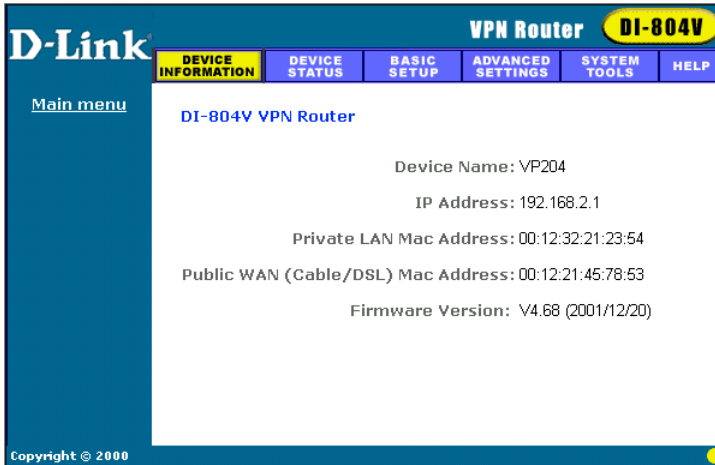 D-Link
VPN Router DI-804V
DEVICE INFORMATION
DEVICE STATUS
BASIC SETUP
ADVANCED SETTINGS
SYSTEM TOOLS
HELP
Main menu
DI-804V VPN Router
Device Name: VP204
IP Address: 192.168.2.1
Private LAN Mac Address: 00:12:32:21:23:54
Public WAN (Cable/DSL) Mac Address: 00:12:21:45:78:53
Firmware Version: V4.68 (2001/12/20)
Copyright © 2000